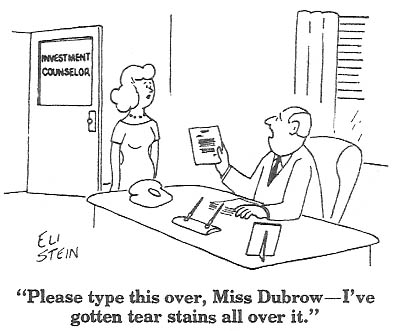 INVESTMENT
COUNSELOR
ELI
STEIN
“Please type this over, Miss Dubrow—I’ve
gotten tear stains all over it.”